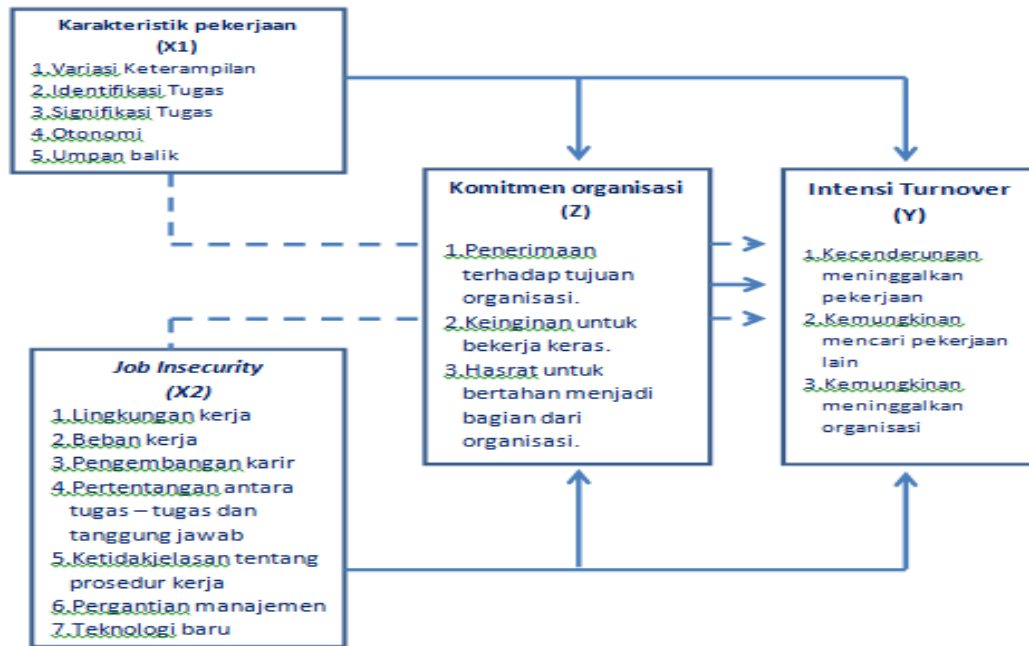 Karakteristik pekerjaan
(X1)
1.Variasi Keterampilan
2.Identifikasi Tugas
3.Signifikasi Tugas
4.Otonomi
5.Umpan balik
Komitmen organisasi
(Z)
1.Penerimaan
terhadap tujuan
organisasi.
2.Keinginan untuk
bekerja keras.
3.Hasrat untuk
bertahan menjadi
bagian dari
organisasi.
Intensi Turnover
(Y)
1.Kecenderungan
meninggalkan
pekerjaan
2.Kemungkinan
mencari pekerjaan
lain
3.Kemungkinan
meninggalkan
organisasi
Job Insecurity
(X2)
1.Lingkungan kerja
2.Beban kerja
3.Pengembangan karir
4.Pertentangan antara
tugas – tugas dan
tanggung jawab
5.Ketidakjelasan tentang
prosedur kerja
6.Pergantian manajemen
7.Teknologi baru